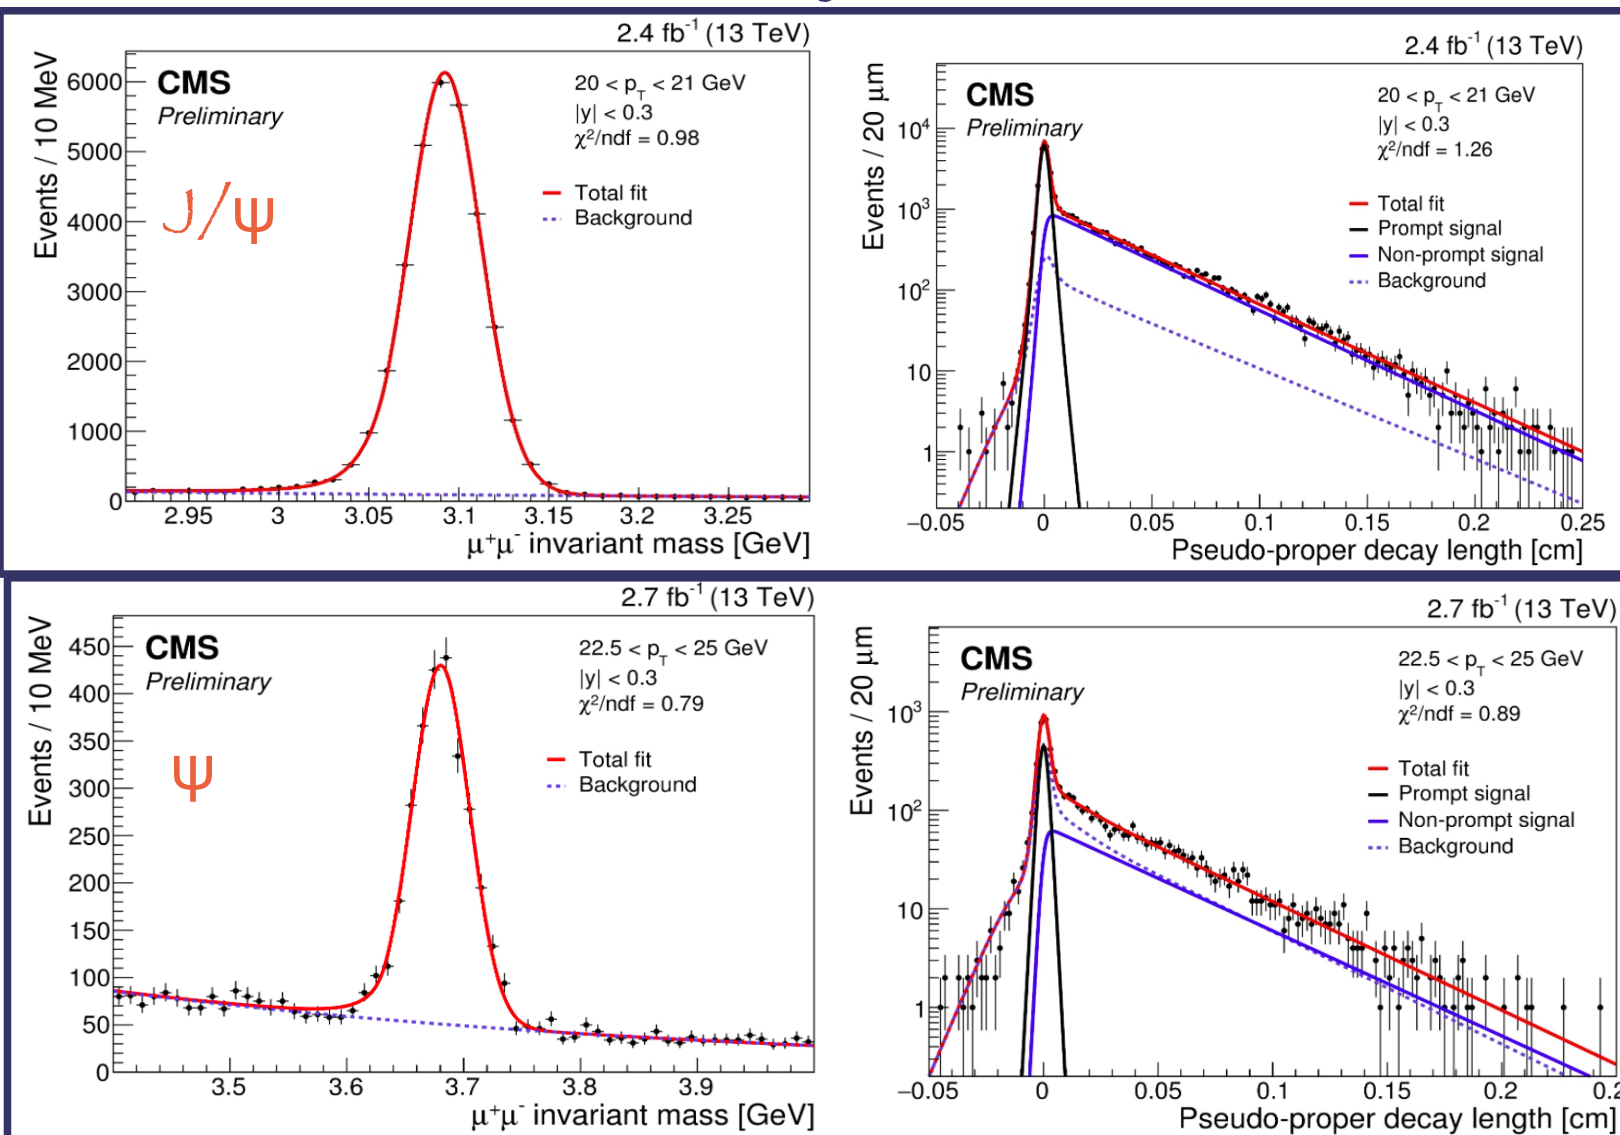 2.4 fb⁻¹ (13 TeV)
CMS
Preliminary
20 < p_T < 21 GeV
|y| < 0.3
χ²/ndf = 0.98
J/ψ
Total fit
Background
Events / 10 MeV
6000
5000
4000
3000
2000
1000
0
2.95 3 3.05 3.1 3.15 3.2 3.25
μ⁺μ⁻ invariant mass [GeV]
2.4 fb⁻¹ (13 TeV)
CMS
Preliminary
20 < p_T < 21 GeV
|y| < 0.3
χ²/ndf = 1.26
Total fit
Prompt signal
Non-prompt signal
Background
Events / 20 μm
10⁴
10³
10²
10
1
−0.05 0 0.05 0.1 0.15 0.2 0.25
Pseudo-proper decay length [cm]
2.7 fb⁻¹ (13 TeV)
CMS
Preliminary
22.5 < p_T < 25 GeV
|y| < 0.3
χ²/ndf = 0.79
ψ
Total fit
Background
Events / 10 MeV
450
400
350
300
250
200
150
100
50
0
3.5 3.6 3.7 3.8 3.9
μ⁺μ⁻ invariant mass [GeV]
2.7 fb⁻¹ (13 TeV)
CMS
Preliminary
22.5 < p_T < 25 GeV
|y| < 0.3
χ²/ndf = 0.89
Total fit
Prompt signal
Non-prompt signal
Background
Events / 20 μm
10³
10²
10
1
−0.05 0 0.05 0.1 0.15 0.2
Pseudo-proper decay length [cm]